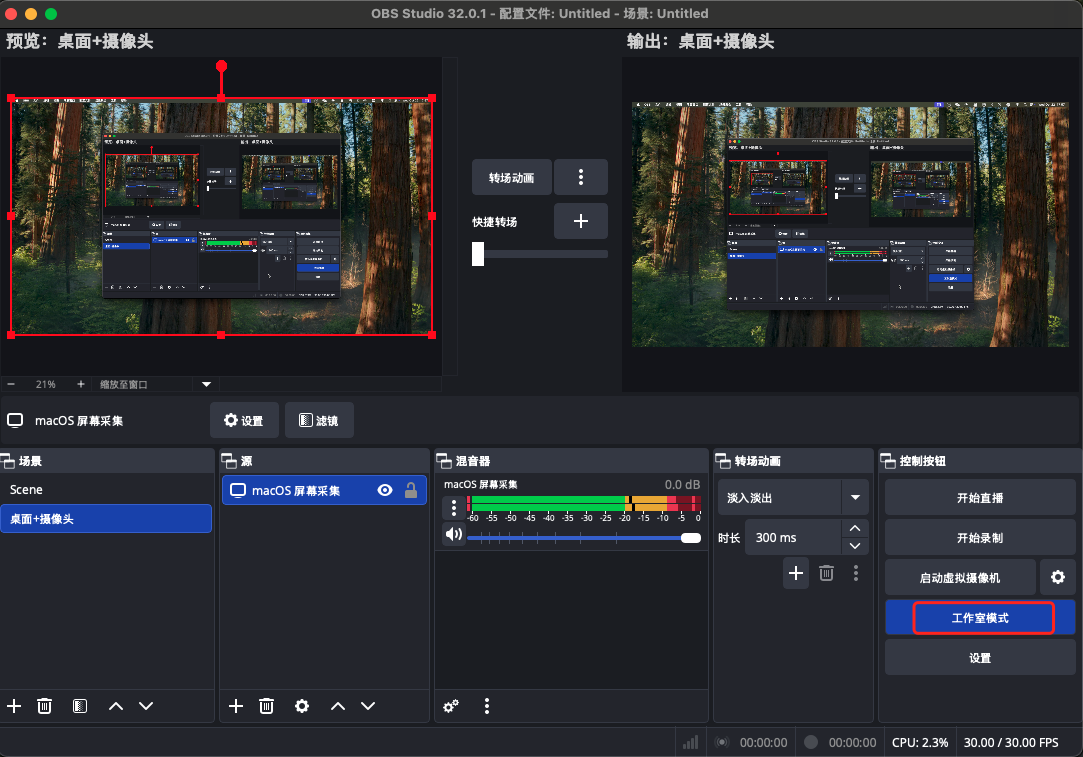 OBS Studio 32.0.1 - 配置文件: Untitled - 场景: Untitled
预览：桌面+摄像头
输出：桌面+摄像头
转场动画
快捷转场
21%
缩放至窗口
macOS 屏幕采集
设置
滤镜
场景
Scene
桌面+摄像头
源
macOS 屏幕采集
混音器
macOS 屏幕采集 0.0 dB
-60 -55 -50 -45 -40 -35 -30 -25 -20 -15 -10 -5 0
转场动画
淡入淡出
时长 300 ms
控制按钮
开始直播
开始录制
启动虚拟摄像机
工作室模式
设置
00:00:00 00:00:00 CPU: 2.3% 30.00 / 30.00 FPS